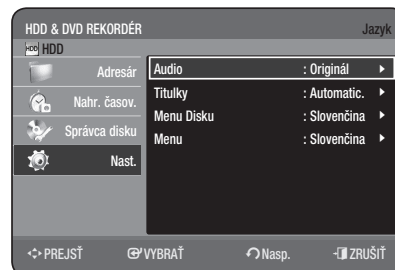 HDD & DVD REKORDÉR Jazyk
HDD HDD
Adresár
Nahr. časov.
Správca disku
Nast.
Audio : Originál ►
Titulky : Automatic. ►
Menu Disku : Slovenčina ►
Menu : Slovenčina ►
PREJSŤ VYBRAŤ Nasp. ZRUŠIŤ